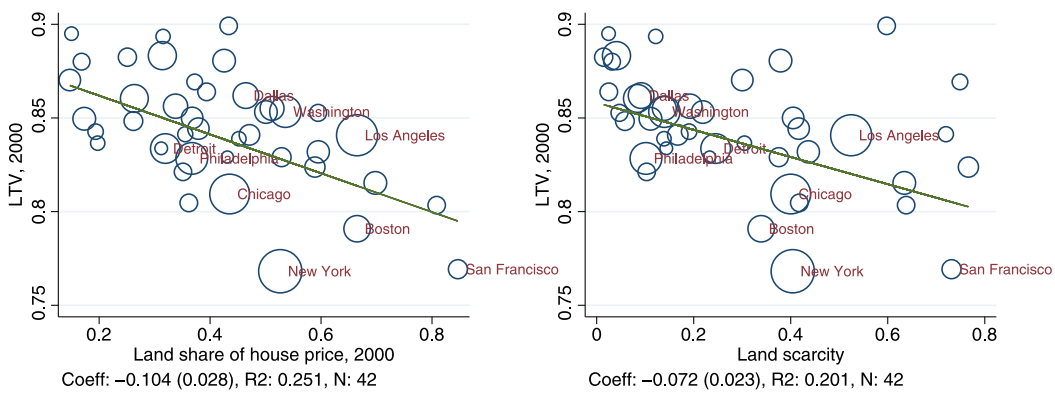 LTV, 2000
0.9
0.85
0.8
0.75
Dallas
Washington
Los Angeles
Detroit
Philadelphia
Chicago
Boston
New York
San Francisco
0.2 0.4 0.6 0.8
Land share of house price, 2000
Coeff: −0.104 (0.028), R2: 0.251, N: 42
LTV, 2000
0.9
0.85
0.8
0.75
Dallas
Washington
Los Angeles
Detroit
Philadelphia
Chicago
Boston
New York
San Francisco
0 0.2 0.4 0.6 0.8
Land scarcity
Coeff: −0.072 (0.023), R2: 0.201, N: 42